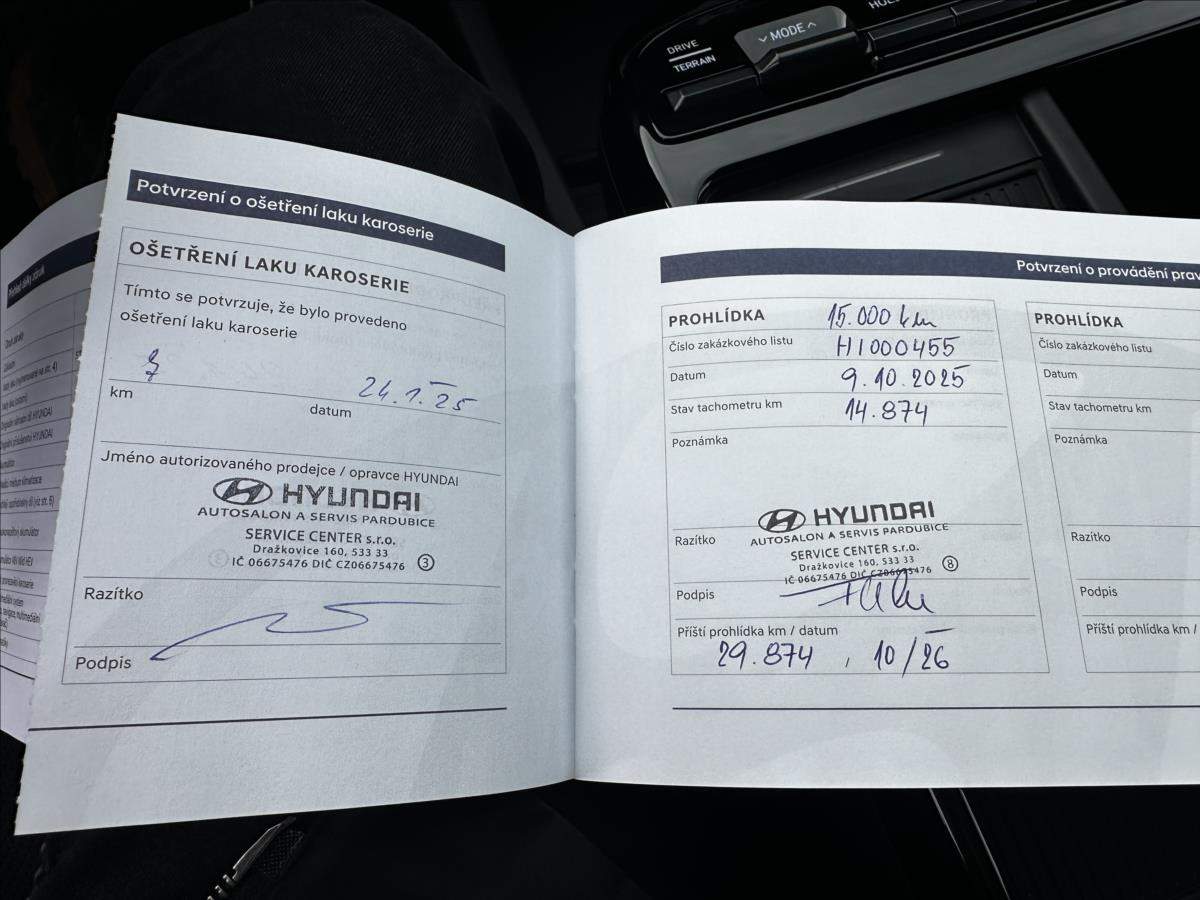 DRIVE
TERRAIN
MODE
Potvrzení o ošetření laku karoserie
OŠETŘENÍ LAKU KAROSERIE
Tímto se potvrzuje, že bylo provedeno
ošetření laku karoserie
24.1.25
km
datum
Jméno autorizovaného prodejce / opravce HYUNDAI
HYUNDAI
AUTOSALON A SERVIS PARDUBICE
SERVICE CENTER s.r.o.
Dražkovice 160, 533 33
IČ 06675476 DIČ CZ06675476 3
Razítko
Podpis
Potvrzení o provádění prav
PROHLÍDKA 15.000 km
Číslo zakázkového listu H1000455
Datum 9.10.2025
Stav tachometru km 14.874
Poznámka
HYUNDAI
AUTOSALON A SERVIS PARDUBICE
Razítko
SERVICE CENTER s.r.o.
Dražkovice 160, 533 33
IČ 06675476 DIČ CZ06675476 8
Podpis
Příští prohlídka km / datum
29.874 , 10/26
PROHLÍDKA
Číslo zakázkového listu
Datum
Stav tachometru km
Poznámka
Razítko
Podpis
Příští prohlídka km /